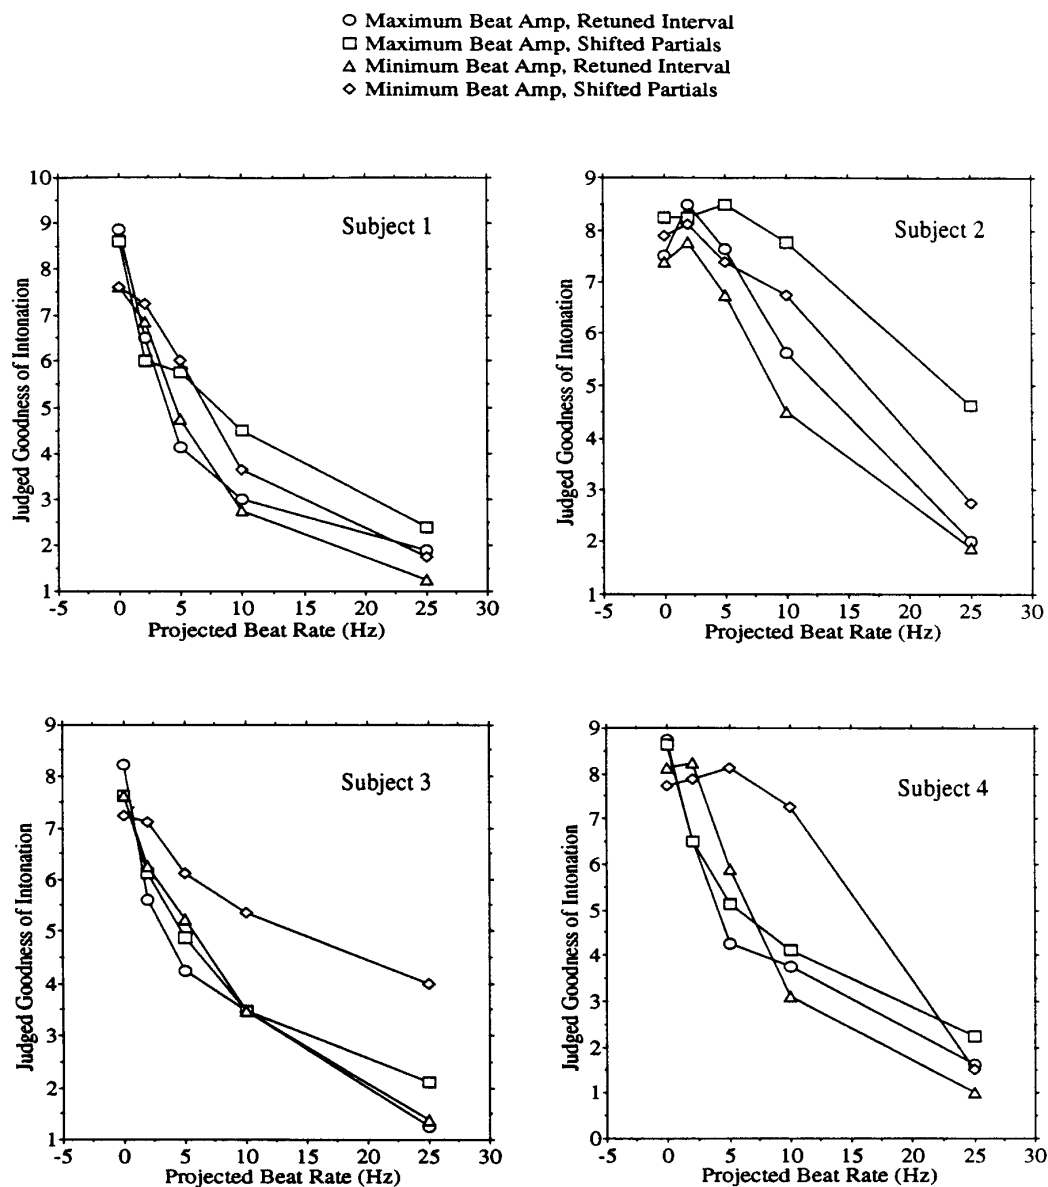 Maximum Beat Amp, Retuned Interval
Maximum Beat Amp, Shifted Partials
Minimum Beat Amp, Retuned Interval
Minimum Beat Amp, Shifted Partials
Subject 1
Judged Goodness of Intonation
10
9
8
7
6
5
4
3
2
1
-5 0 5 10 15 20 25 30
Projected Beat Rate (Hz)
Subject 2
Judged Goodness of Intonation
9
8
7
6
5
4
3
2
1
-5 0 5 10 15 20 25 30
Projected Beat Rate (Hz)
Subject 3
Judged Goodness of Intonation
9
8
7
6
5
4
3
2
1
-5 0 5 10 15 20 25 30
Projected Beat Rate (Hz)
Subject 4
Judged Goodness of Intonation
9
8
7
6
5
4
3
2
1
0
-5 0 5 10 15 20 25 30
Projected Beat Rate (Hz)